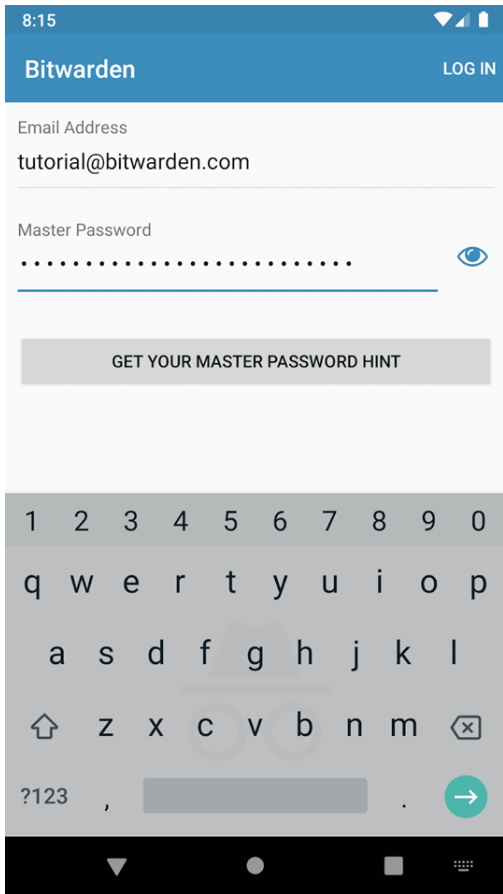 8:15
Bitwarden LOG IN
Email Address
tutorial@bitwarden.com
Master Password
••••••••••••••••••••••••••
GET YOUR MASTER PASSWORD HINT
1 2 3 4 5 6 7 8 9 0
q w e r t y u i o p
a s d f g h j k l
z x c v b n m
?123 , .